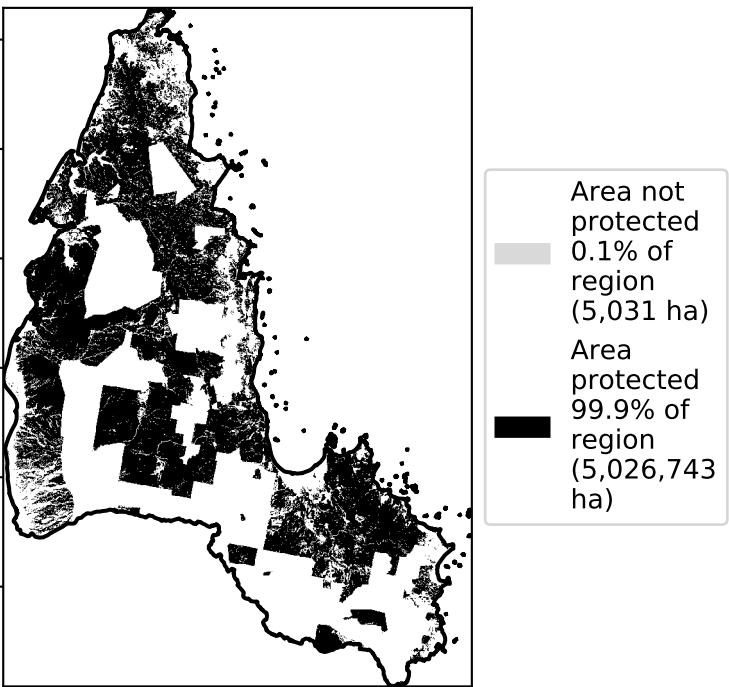 Area not
protected
0.1% of
region
(5,031 ha)
Area
protected
99.9% of
region
(5,026,743
ha)